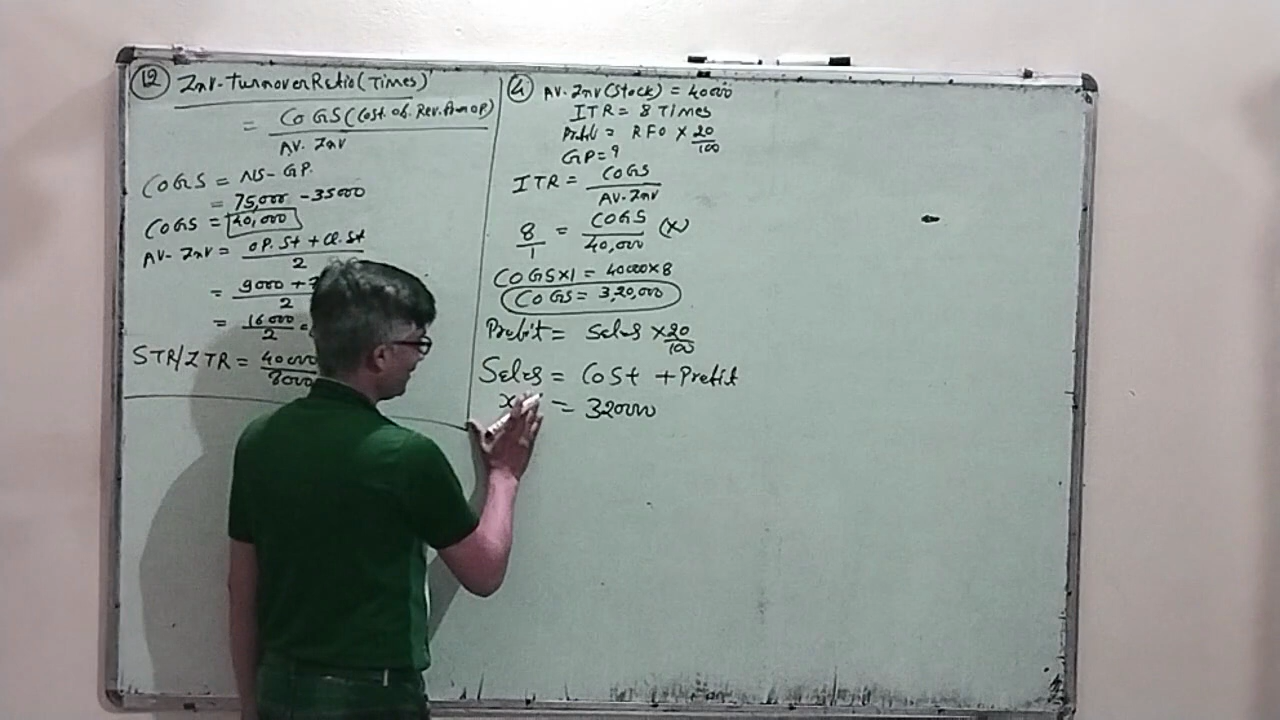 12 Inv-Turnover Ratio (Times)
= COGS (Cost. of. Rev. from OP)
AV. Inv
COGS = NS - GP.
= 75,000 - 35000
COGS = 40,000
AV- Inv = OP. St + Cl. St
2
= 9000 + 7
2
= 16000
2
STR/ITR = 40000
8000
4 AV. Inv (Stock) = 40000
ITR = 8 Times
Profit = RFO × 20
100
GP = ?
ITR = COGS
AV. Inv
8 = COGS (x)
1 40,000
COGS×1 = 40000×8
COGS = 3,20,000
Profit = Sales × 20
100
Sales = Cost + Profit
x = 320000